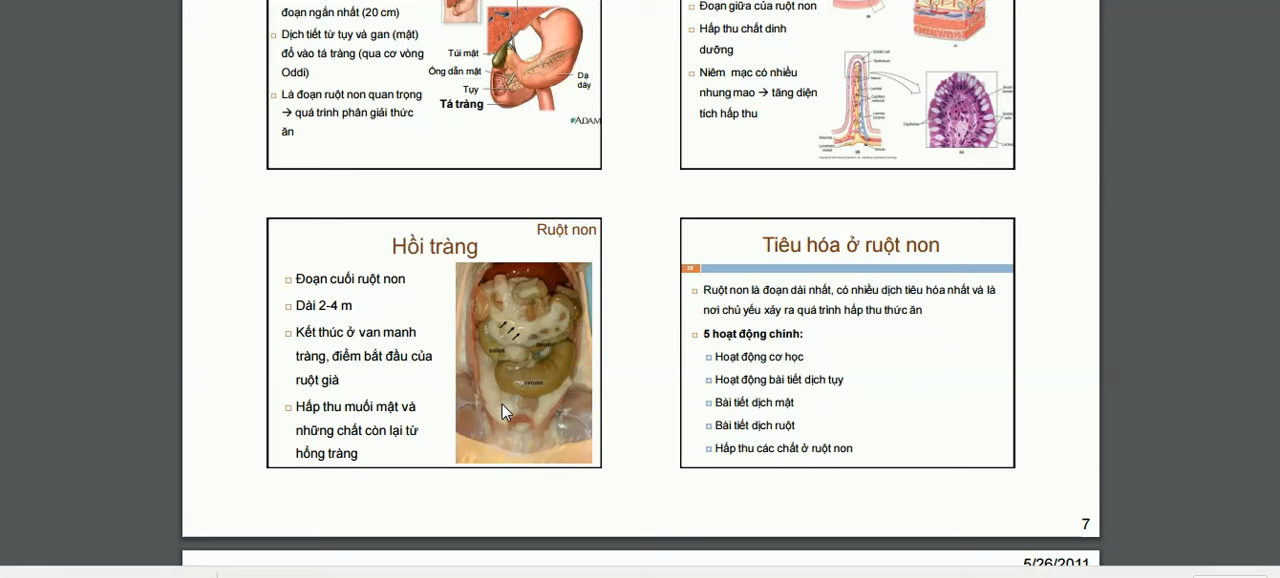 đoạn ngắn nhất (20 cm)
Dịch tiết từ tụy và gan (mật)
đổ vào tá tràng (qua cơ vòng
Oddi)
Là đoạn ruột non quan trọng
→ quá trình phân giải thức
ăn
Túi mật
Ống dẫn mật
Tụy
Tá tràng
Dạ
dày
ADAM
Đoạn giữa của ruột non
Hấp thu chất dinh
dưỡng
Niêm mạc có nhiều
nhung mao → tăng diện
tích hấp thu
Ruột non
Hồi tràng
Đoạn cuối ruột non
Dài 2-4 m
Kết thúc ở van manh
tràng, điểm bắt đầu của
ruột già
Hấp thu muối mật và
những chất còn lại từ
hổng tràng
Tiêu hóa ở ruột non
Ruột non là đoạn dài nhất, có nhiều dịch tiêu hóa nhất và là
nơi chủ yếu xảy ra quá trình hấp thu thức ăn
5 hoạt động chính:
Hoạt động cơ học
Hoạt động bài tiết dịch tụy
Bài tiết dịch mật
Bài tiết dịch ruột
Hấp thu các chất ở ruột non
7
5/26/2011